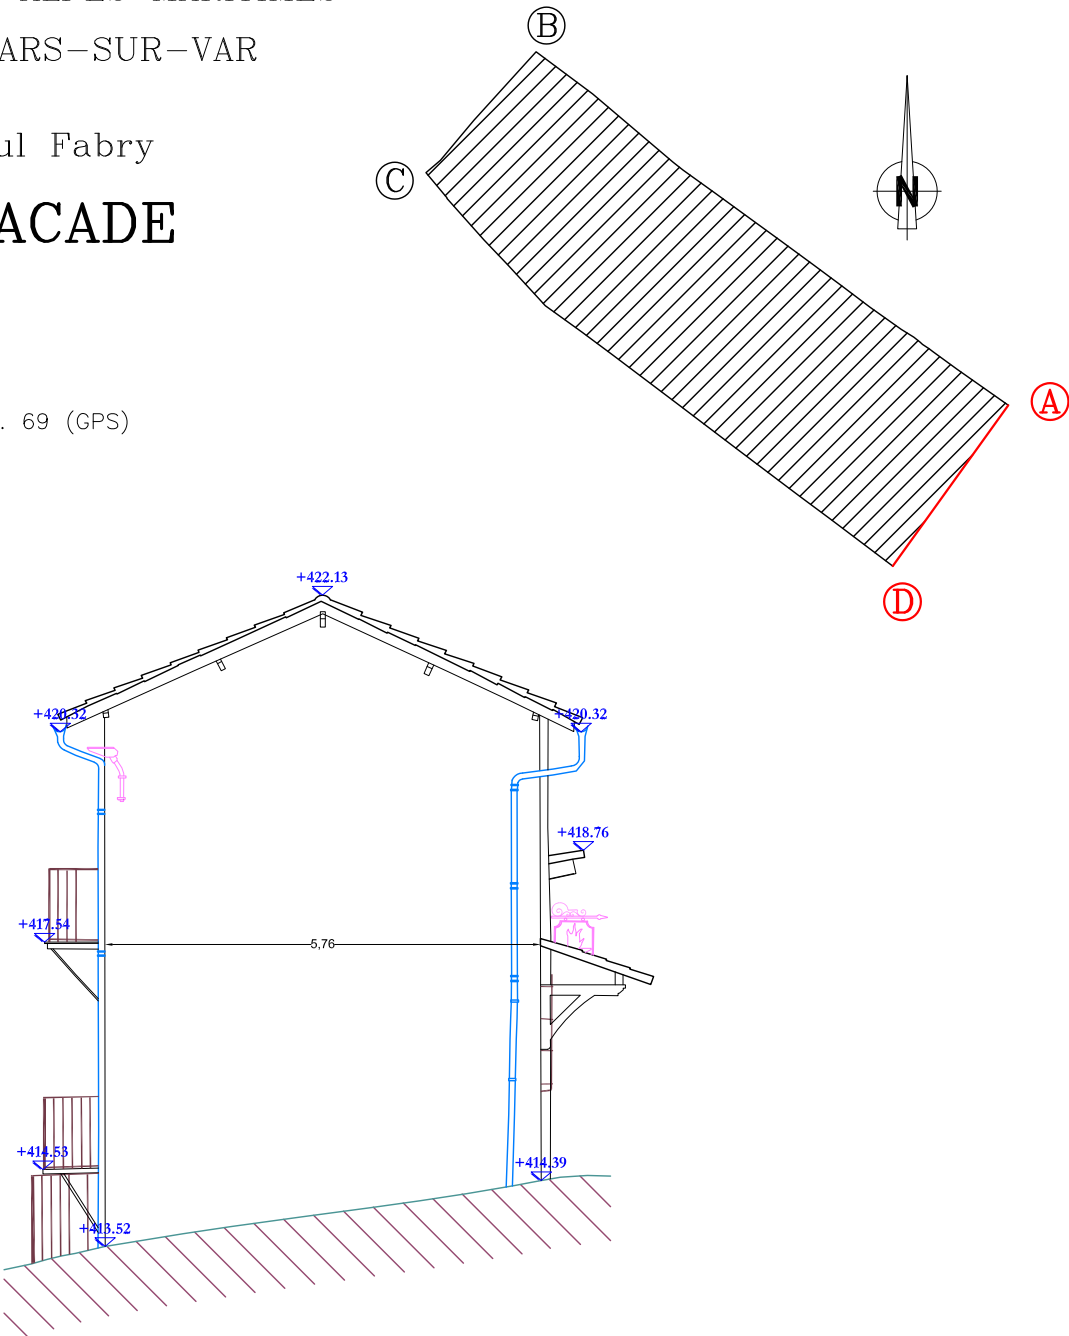 ARS-SUR-VAR
ul Fabry
ACADE
. 69 (GPS)
B
C
N
A
D
+422.13
+420.32
+420.32
+418.76
+417.54
5,76
+414.53
+414.39
+413.52